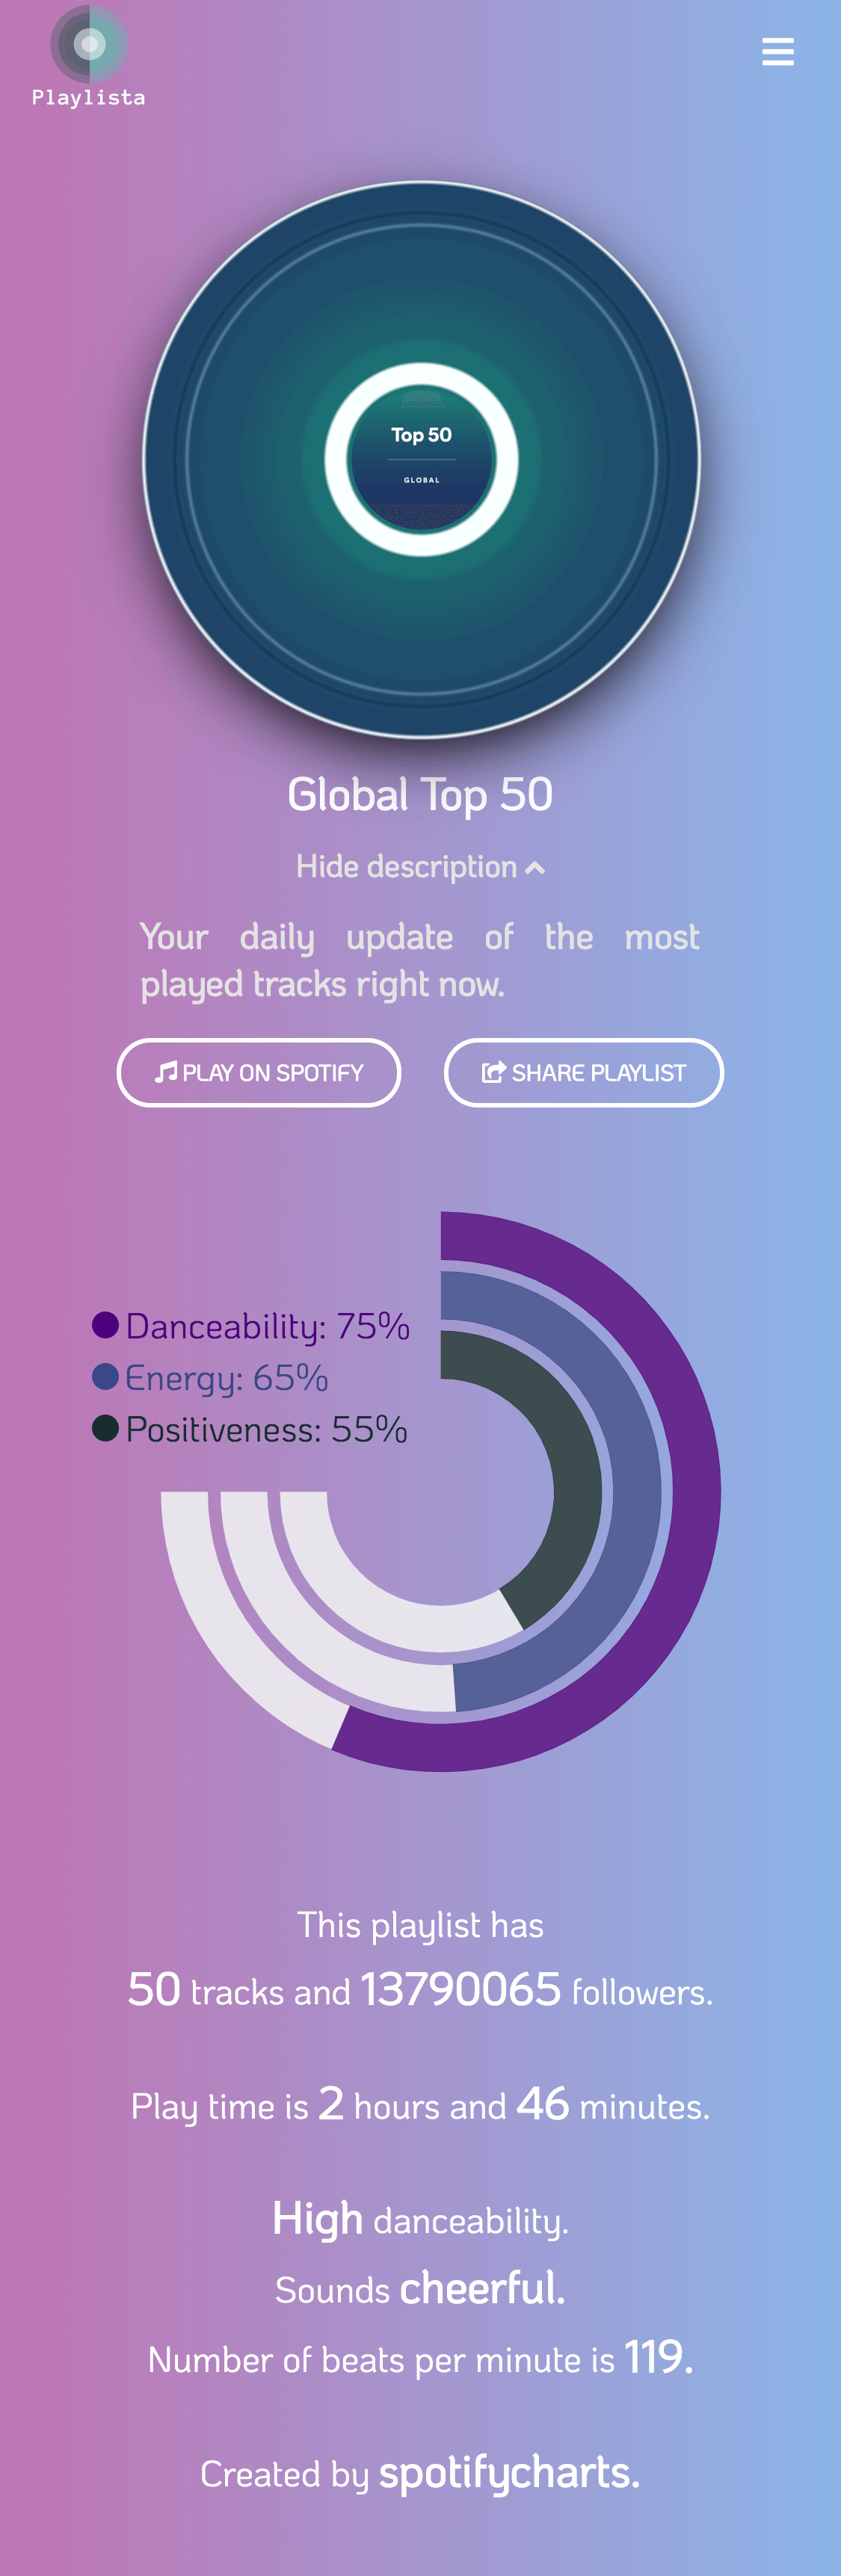 Playlista
Top 50
GLOBAL
Global Top 50
Hide description
Your daily update of the most
played tracks right now.
PLAY ON SPOTIFY
SHARE PLAYLIST
Danceability: 75%
Energy: 65%
Positiveness: 55%
This playlist has
50 tracks and 13790065 followers.
Play time is 2 hours and 46 minutes.
High danceability.
Sounds cheerful.
Number of beats per minute is 119.
Created by spotifycharts.